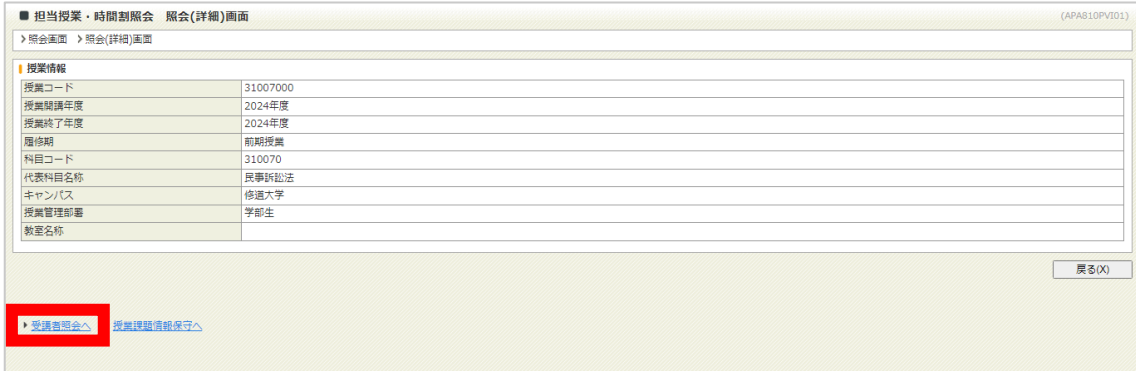 ■ 担当授業・時間割照会　照会(詳細)画面 (APA810PVI01)
>照会画面 >照会(詳細)画面
授業情報
授業コード 31007000
授業開講年度 2024年度
授業終了年度 2024年度
履修期 前期授業
科目コード 310070
代表科目名称 民事訴訟法
キャンパス 修道大学
授業管理部署 学部生
教室名称
戻る(X)
受講者照会へ 授業課題情報保守へ